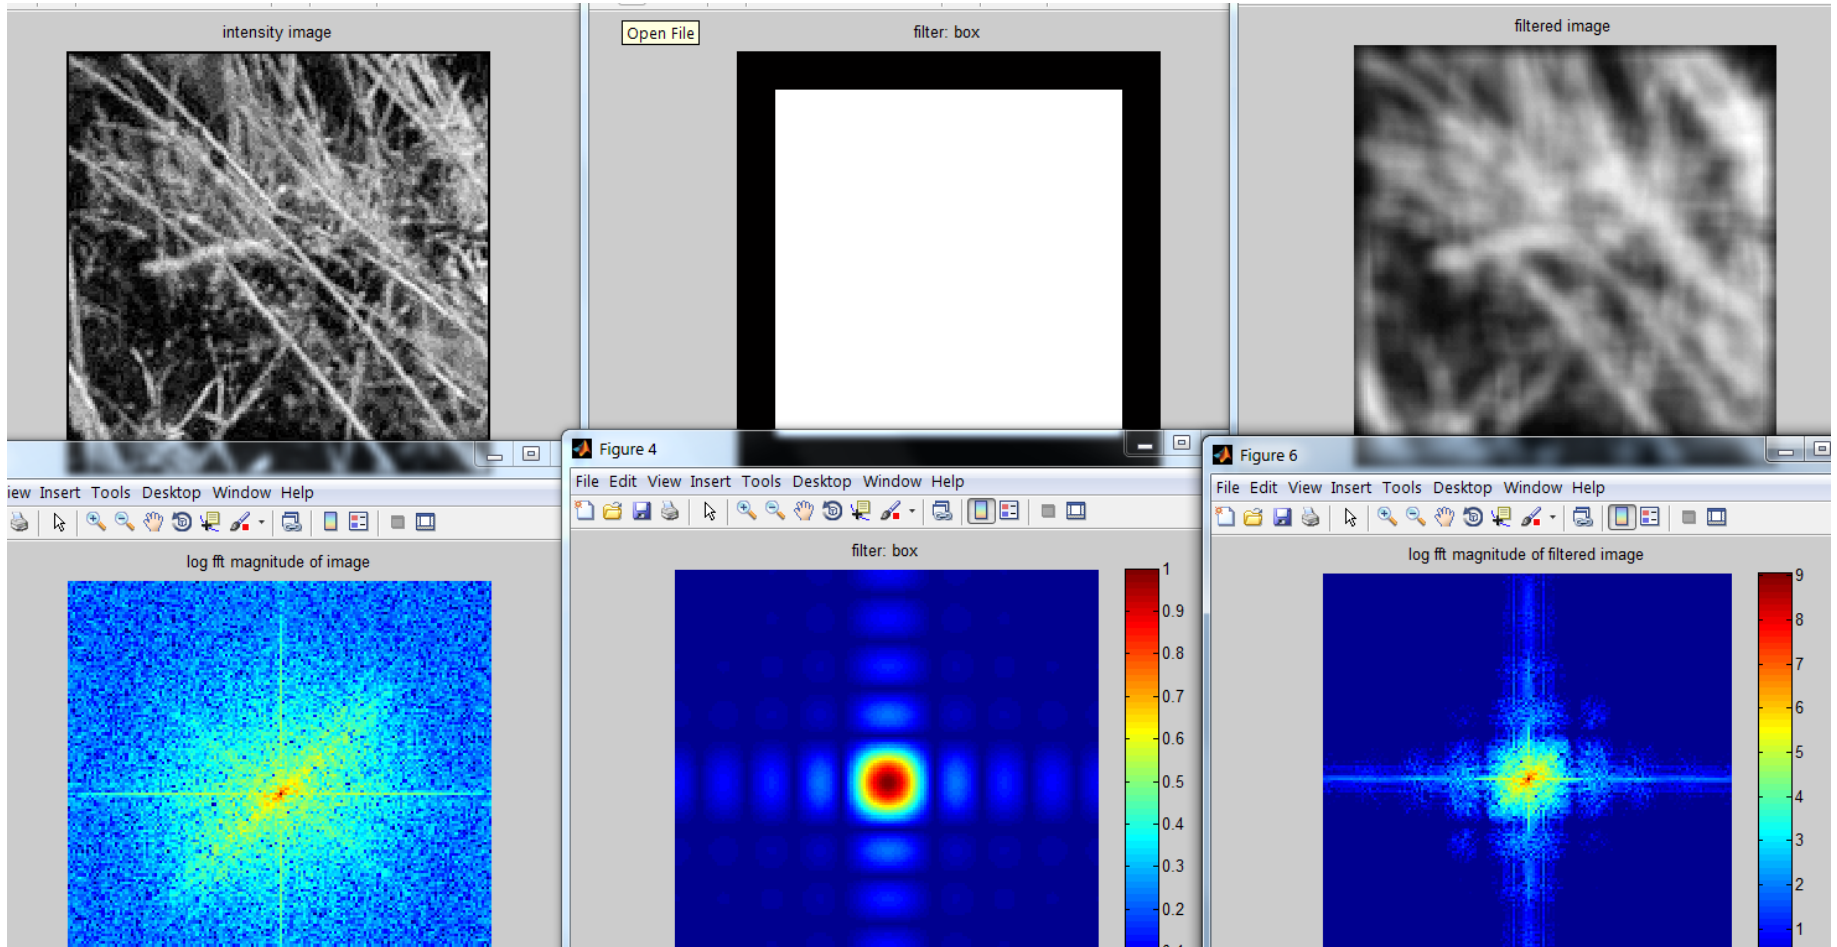 intensity image
Open File
filter: box
filtered image
Figure 4
Figure 6
iew Insert Tools Desktop Window Help
File Edit View Insert Tools Desktop Window Help
File Edit View Insert Tools Desktop Window Help
log fft magnitude of image
filter: box
1
0.9
0.8
0.7
0.6
0.5
0.4
0.3
0.2
log fft magnitude of filtered image
9
8
7
6
5
4
3
2
1